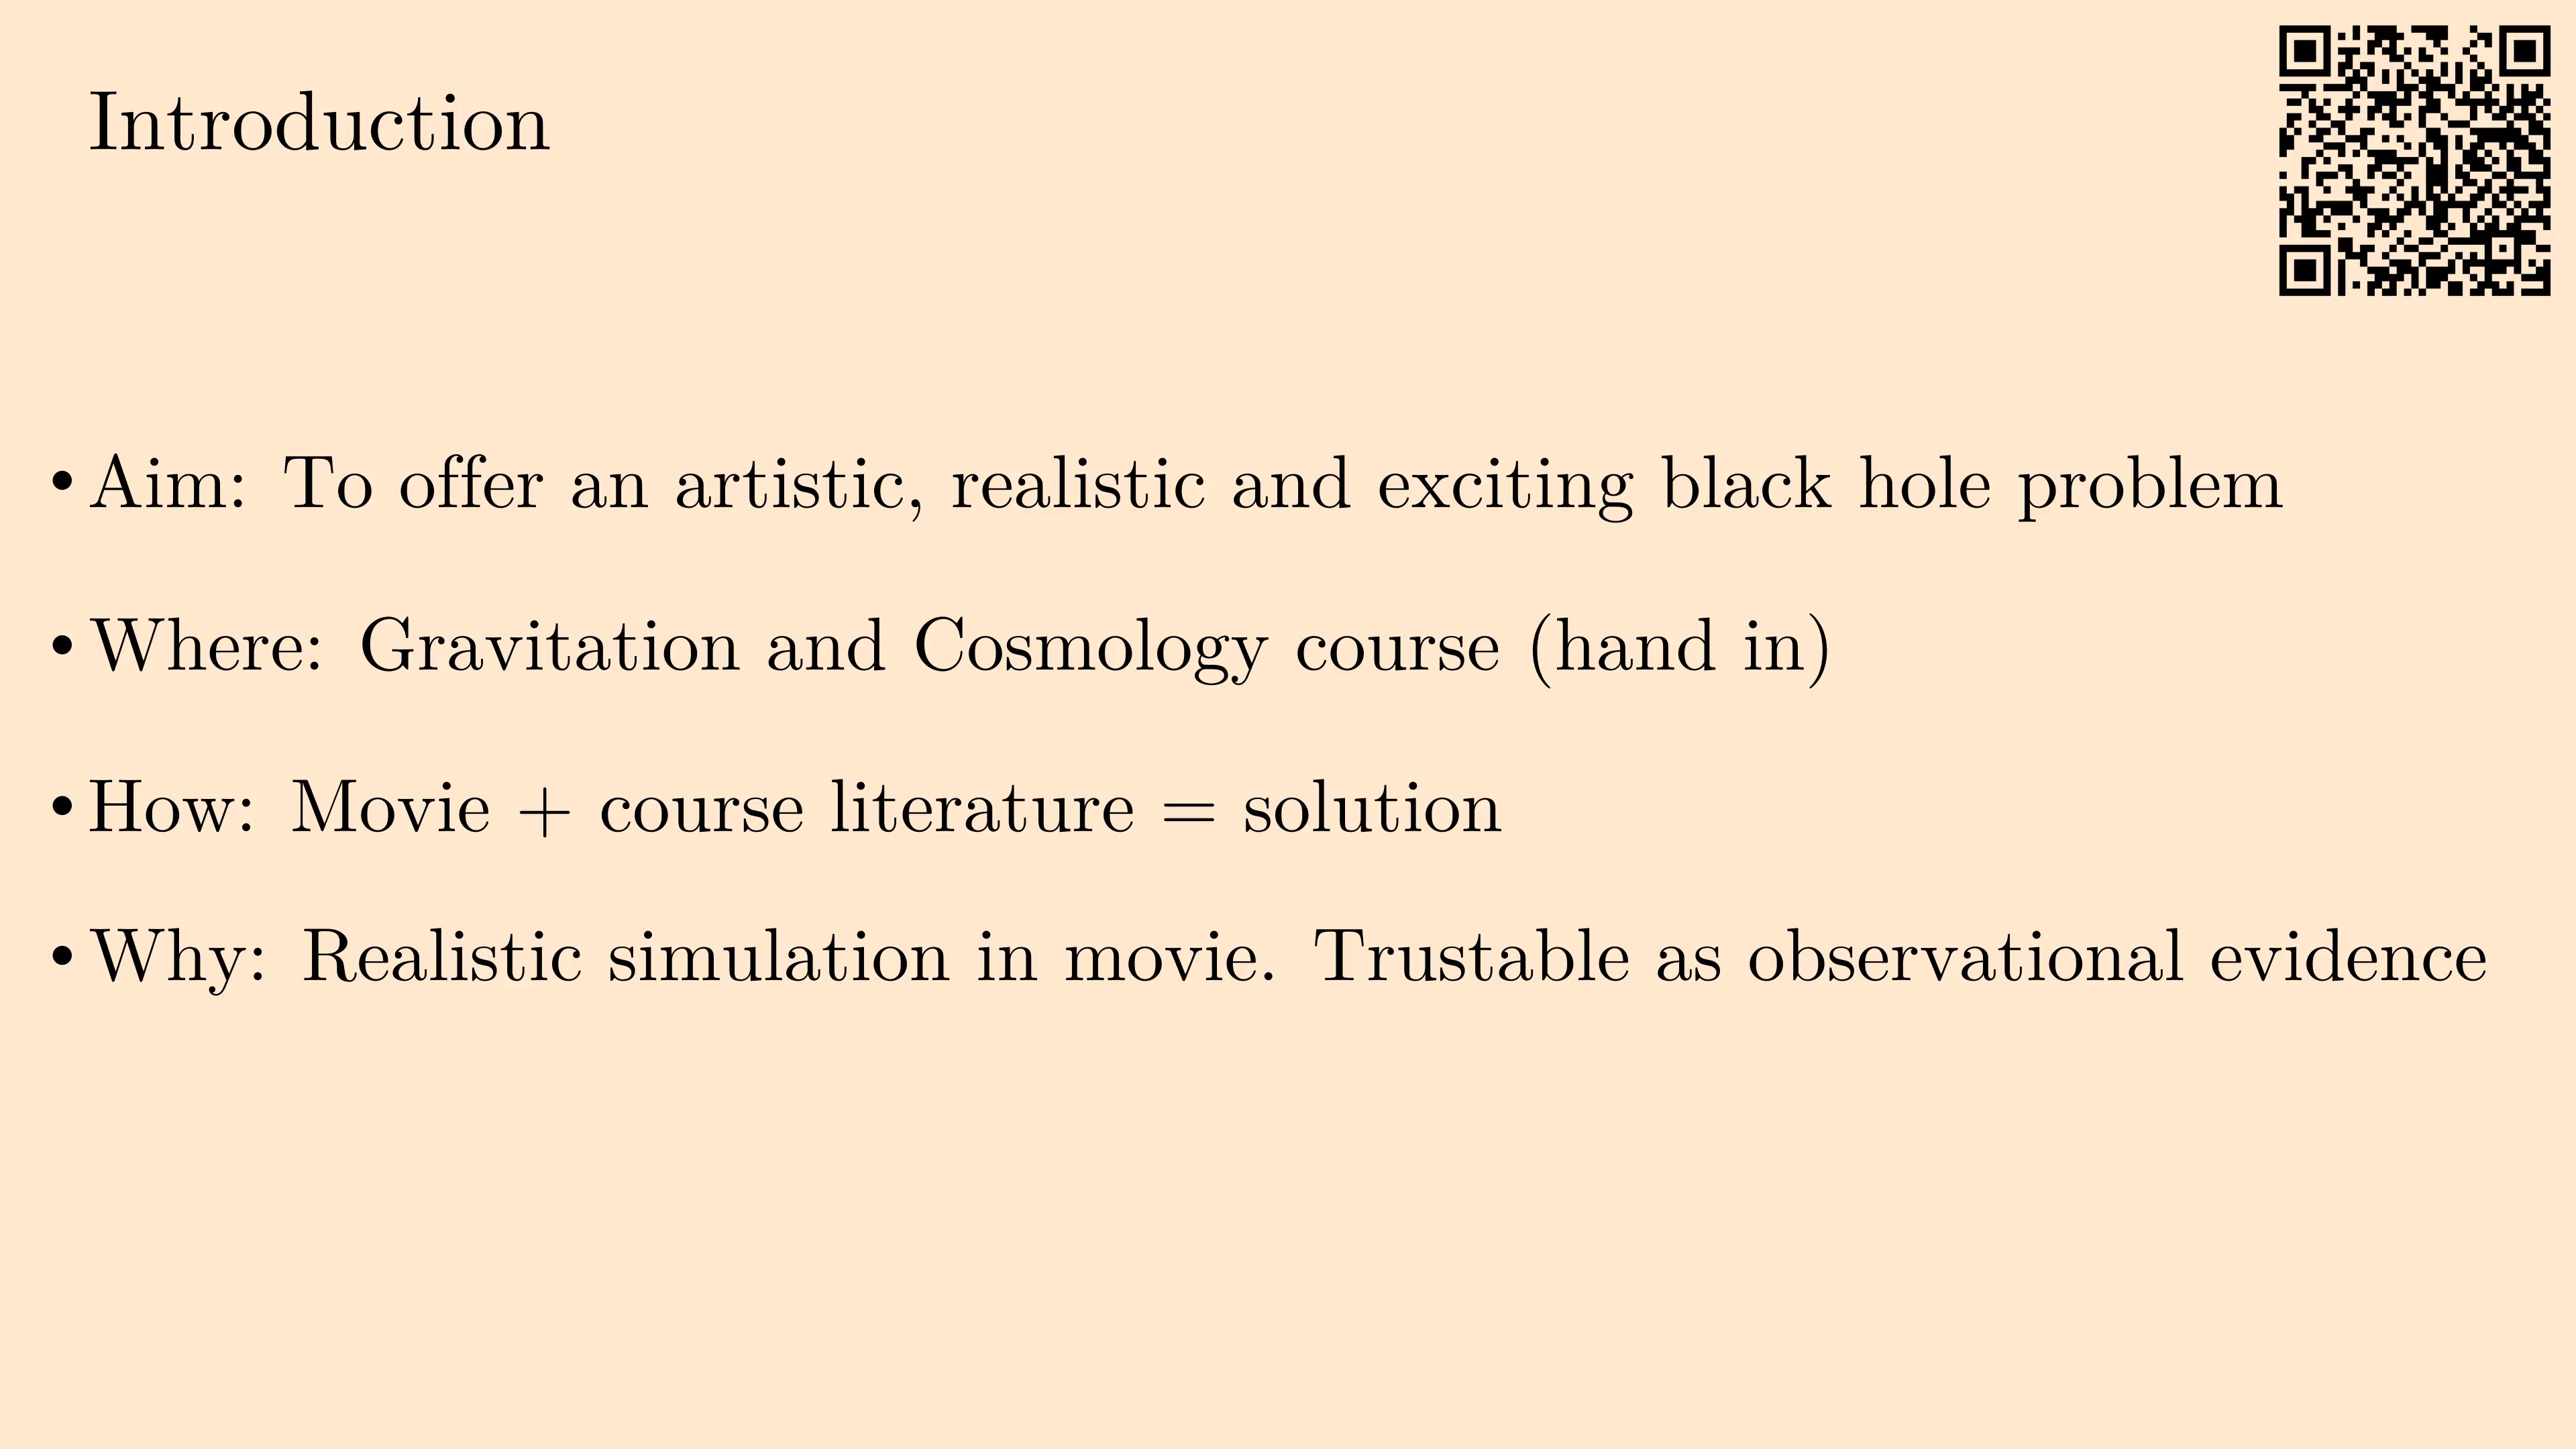 Introduction
• Aim: To offer an artistic, realistic and exciting black hole problem
• Where: Gravitation and Cosmology course (hand in)
• How: Movie + course literature = solution
• Why: Realistic simulation in movie. Trustable as observational evidence